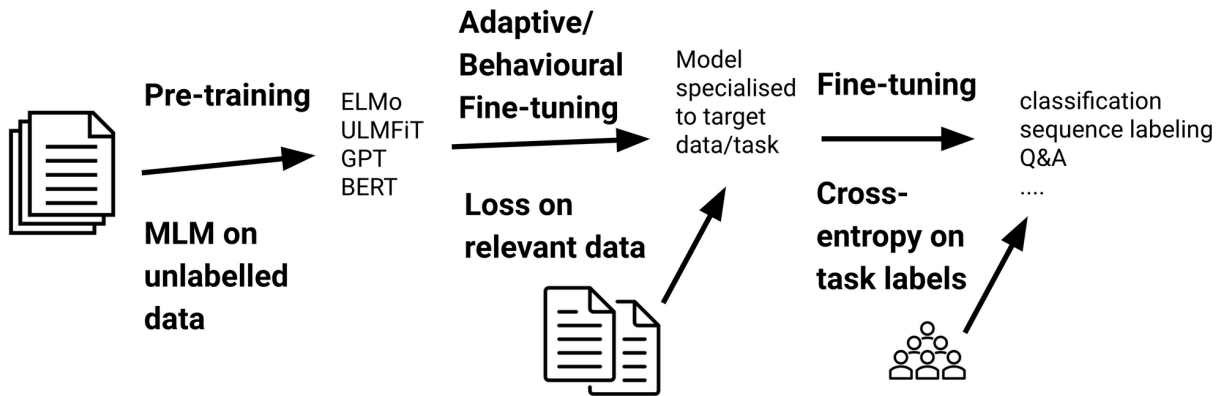 Pre-training
MLM on
unlabelled
data
ELMo
ULMFiT
GPT
BERT
Adaptive/
Behavioural
Fine-tuning
Loss on
relevant data
Model
specialised
to target
data/task
Fine-tuning
Cross-
entropy on
task labels
classification
sequence labeling
Q&A
....